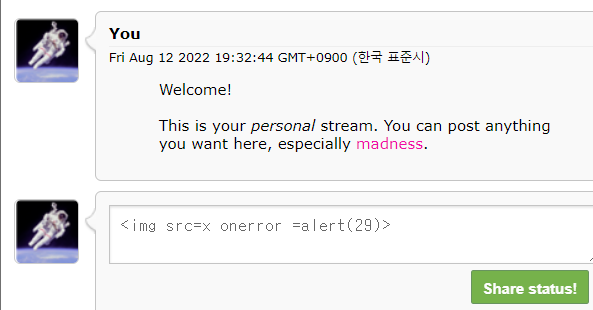 You
Fri Aug 12 2022 19:32:44 GMT+0900 (한국 표준시)
Welcome!
This is your personal stream. You can post anything
you want here, especially madness.
<img src=x onerror =alert(29)>
Share status!